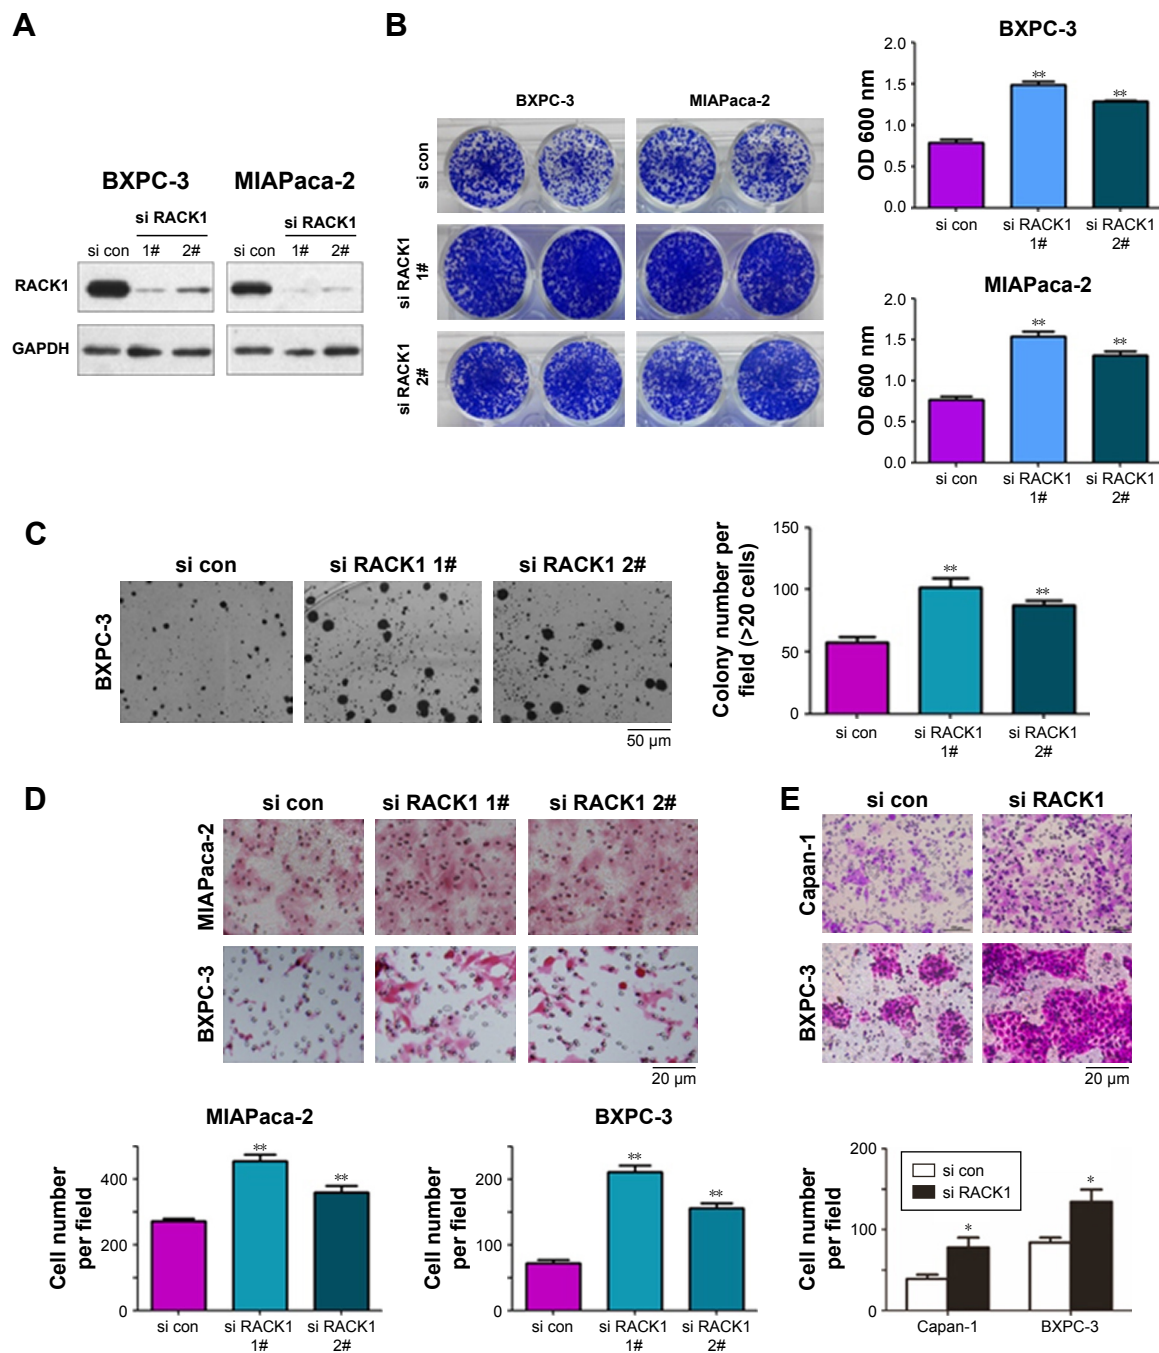 A
BXPC-3 MIAPaca-2
si RACK1 si RACK1
si con 1# 2# si con 1# 2#
RACK1
GAPDH
B
BXPC-3 MIAPaca-2
si con
si RACK1
1#
si RACK1
2#
BXPC-3
OD 600 nm
2.0
1.5
1.0
0.5
0.0
** **
si con si RACK1 si RACK1
1# 2#
MIAPaca-2
OD 600 nm
2.0
1.5
1.0
0.5
0.0
** **
si con si RACK1 si RACK1
1# 2#
C
si con si RACK1 1# si RACK1 2#
BXPC-3
50 µm
Colony number per
field (>20 cells)
150
100
50
0
** **
si con si RACK1 si RACK1
1# 2#
D
si con si RACK1 1# si RACK1 2#
MIAPaca-2
BXPC-3
20 µm
MIAPaca-2
Cell number
per field
400
200
0
** **
si con si RACK1 si RACK1
1# 2#
BXPC-3
Cell number
per field
200
100
0
** **
si con si RACK1 si RACK1
1# 2#
E
si con si RACK1
Capan-1
BXPC-3
20 µm
Cell number
per field
200
100
0
si con
si RACK1
* *
Capan-1 BXPC-3